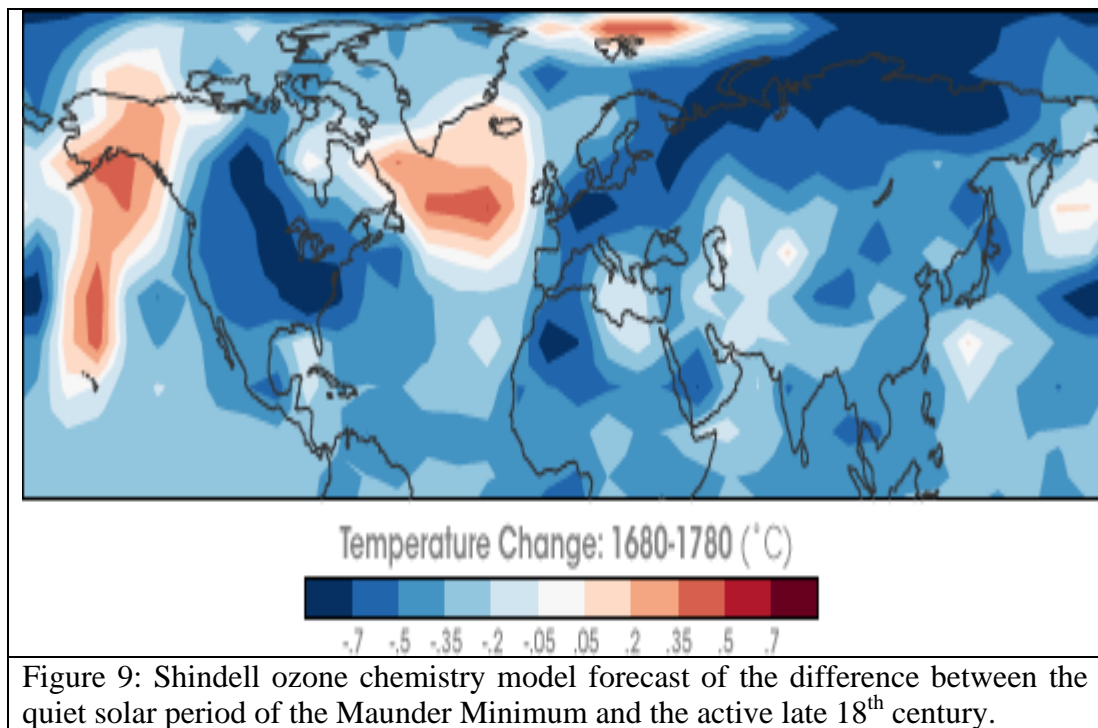 Temperature Change: 1680-1780 (°C)
-.7 -.5 -.35 -.2 -.05 .05 .2 .35 .5 .7
Figure 9: Shindell ozone chemistry model forecast of the difference between the
quiet solar period of the Maunder Minimum and the active late 18th century.